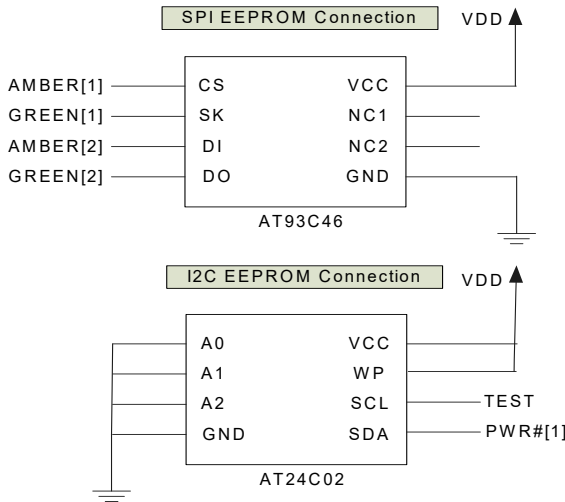 SPI EEPROM Connection
VDD
AMBER[1] CS VCC
GREEN[1] SK NC1
AMBER[2] DI NC2
GREEN[2] DO GND
AT93C46
I2C EEPROM Connection
VDD
A0 VCC
A1 WP
A2 SCL TEST
GND SDA PWR#[1]
AT24C02